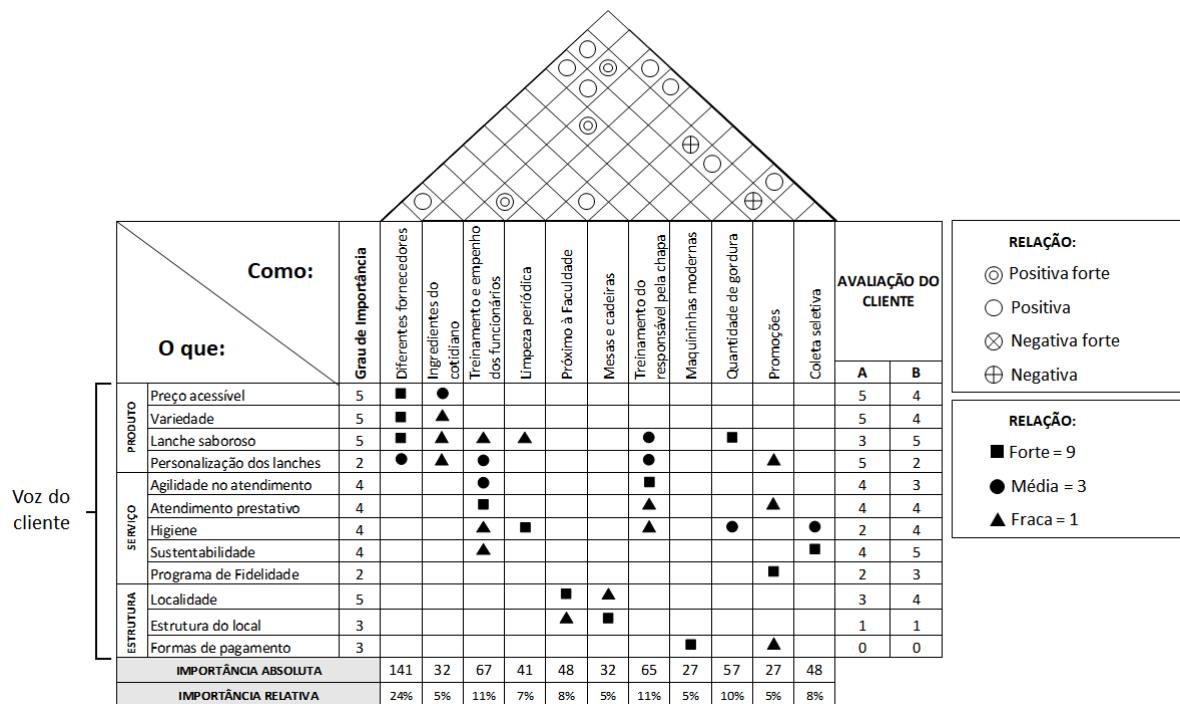 Como:
O que:
Grau de Importância
Diferentes fornecedores
Ingredientes do
cotidiano
Treinamento e empenho
dos funcionários
Limpeza periódica
Próximo à Faculdade
Mesas e cadeiras
Treinamento do
responsável pela chapa
Maquininhas modernas
Quantidade de gordura
Promoções
Coleta seletiva
AVALIAÇÃO DO
CLIENTE
A B
RELAÇÃO:
Positiva forte
Positiva
Negativa forte
Negativa
RELAÇÃO:
Forte = 9
Média = 3
Fraca = 1
Voz do
cliente
PRODUTO
Preço acessível 5 5 4
Variedade 5 5 4
Lanche saboroso 5 3 5
Personalização dos lanches 2 5 2
SERVIÇO
Agilidade no atendimento 4 4 3
Atendimento prestativo 4 4 4
Higiene 4 2 4
Sustentabilidade 4 4 5
Programa de Fidelidade 2 2 3
ESTRUTURA
Localidade 5 3 4
Estrutura do local 3 1 1
Formas de pagamento 3 0 0
IMPORTÂNCIA ABSOLUTA 141 32 67 41 48 32 65 27 57 27 48
IMPORTÂNCIA RELATIVA 24% 5% 11% 7% 8% 5% 11% 5% 10% 5% 8%